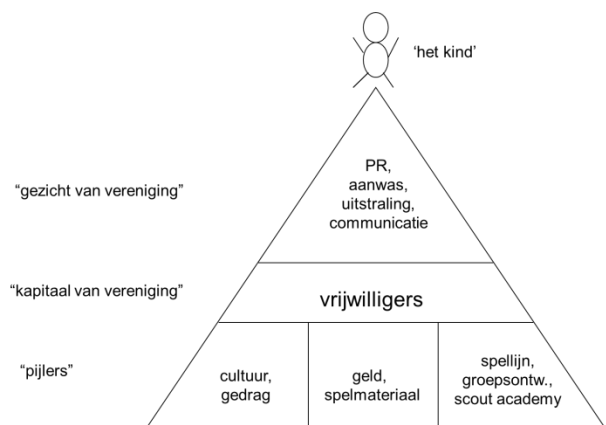 ‘het kind’
“gezicht van vereniging”
PR,
aanwas,
uitstraling,
communicatie
“kapitaal van vereniging”
vrijwilligers
“pijlers”
cultuur,
gedrag
geld,
spelmateriaal
spellijn,
groepsontw.,
scout academy